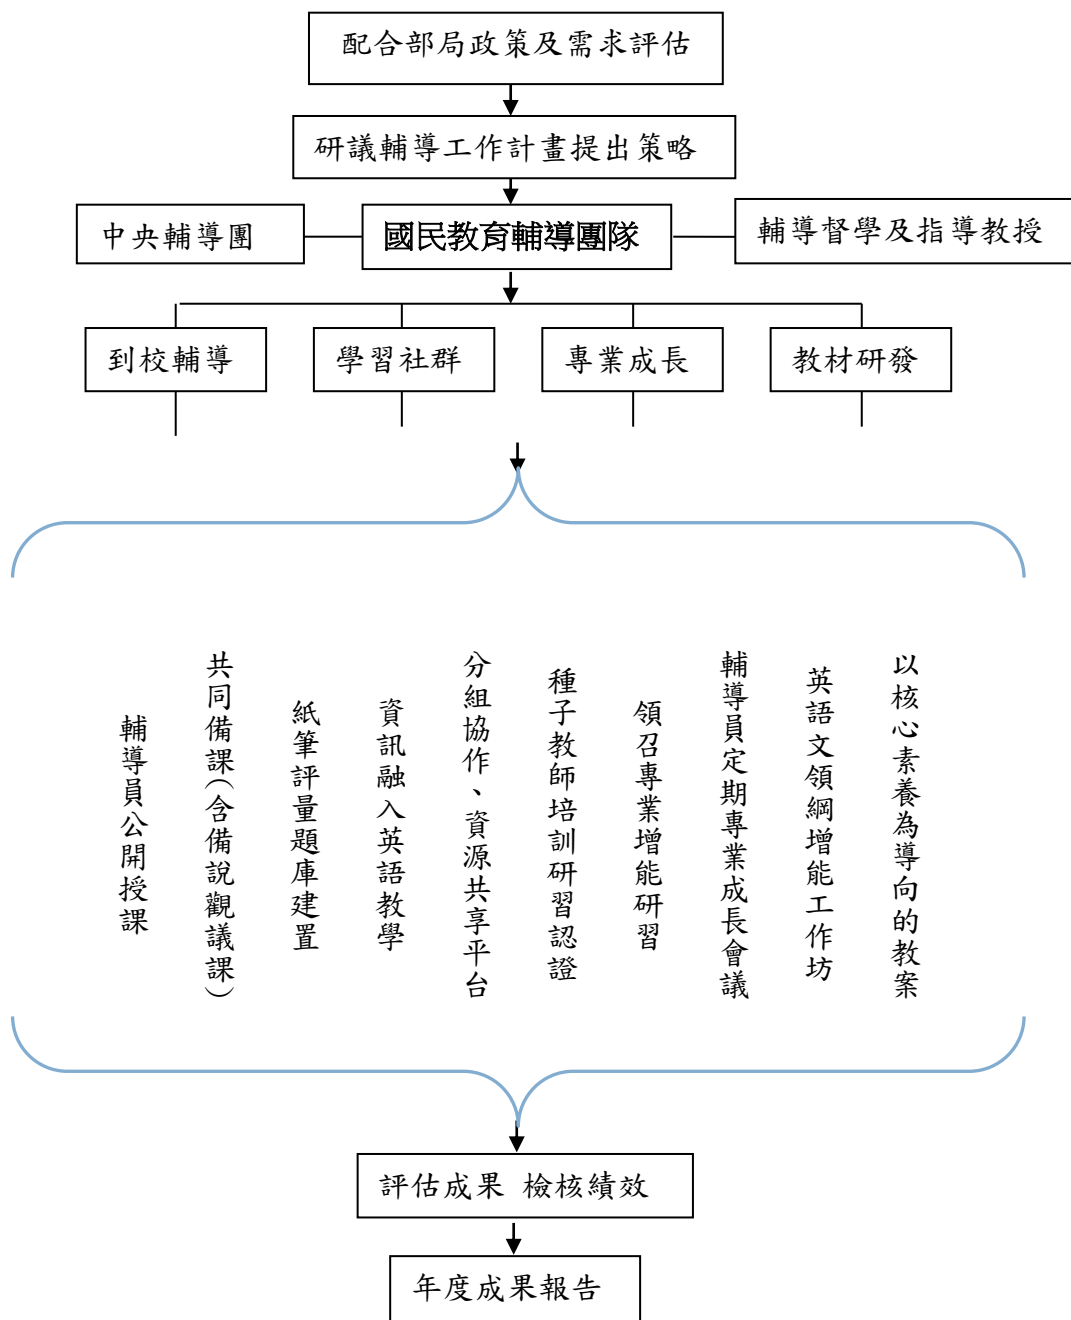 配合部局政策及需求評估
研議輔導工作計畫提出策略
中央輔導團
國民教育輔導團隊
輔導督學及指導教授
到校輔導
學習社群
專業成長
教材研發
輔導員公開授課
共同備課(含備說觀議課)
紙筆評量題庫建置
資訊融入英語教學
分組協作、資源共享平台
種子教師培訓研習認證
領召專業增能研習
輔導員定期專業成長會議
英語文領綱增能工作坊
以核心素養為導向的教案
評估成果 檢核績效
年度成果報告